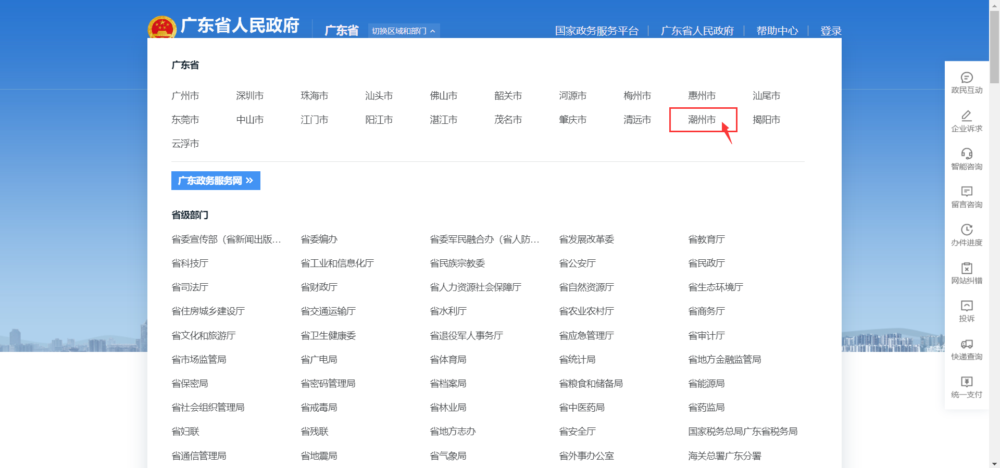 广东省人民政府 广东省 切换区域和部门 国家政务服务平台 广东省人民政府 帮助中心 登录
广东省
广州市 深圳市 珠海市 汕头市 佛山市 韶关市 河源市 梅州市 惠州市 汕尾市
东莞市 中山市 江门市 阳江市 湛江市 茂名市 肇庆市 清远市 潮州市 揭阳市
云浮市
广东政务服务网
省级部门
省委宣传部（省新闻出版... 省委编办 省委军民融合办（省人防... 省发展改革委 省教育厅
省科技厅 省工业和信息化厅 省民族宗教委 省公安厅 省民政厅
省司法厅 省财政厅 省人力资源社会保障厅 省自然资源厅 省生态环境厅
省住房城乡建设厅 省交通运输厅 省水利厅 省农业农村厅 省商务厅
省文化和旅游厅 省卫生健康委 省退役军人事务厅 省应急管理厅 省审计厅
省市场监管局 省广电局 省体育局 省统计局 省地方金融监管局
省保密局 省密码管理局 省档案局 省粮食和储备局 省能源局
省社会组织管理局 省戒毒局 省林业局 省中医药局 省药监局
省妇联 省残联 省地方志办 省安全厅 国家税务总局广东省税务局
省通信管理局 省地震局 省气象局 省外事办公室 海关总署广东分署
政民互动
企业诉求
智能咨询
留言咨询
办件进度
网站纠错
投诉
快递查询
统一支付